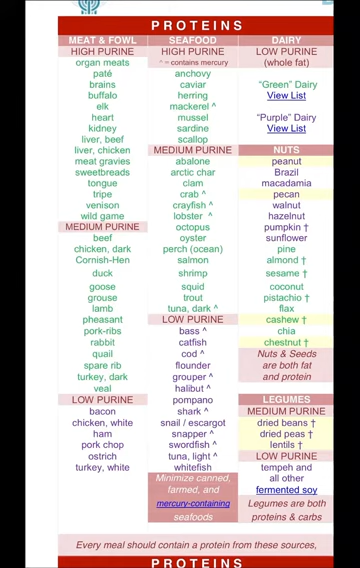 PROTEINS
MEAT & FOWL
HIGH PURINE
organ meats
paté
brains
buffalo
elk
heart
kidney
liver, beef
liver, chicken
meat gravies
sweetbreads
tongue
tripe
venison
wild game
MEDIUM PURINE
beef
chicken, dark
Cornish-Hen
duck
goose
grouse
lamb
pheasant
pork-ribs
rabbit
quail
spare rib
turkey, dark
veal
LOW PURINE
bacon
chicken, white
ham
pork chop
ostrich
turkey, white
SEAFOOD
HIGH PURINE
^ = contains mercury
anchovy
caviar
herring
mackerel ^
mussel
sardine
scallop
MEDIUM PURINE
abalone
arctic char
clam
crab ^
crayfish ^
lobster ^
octopus
oyster
perch (ocean)
salmon
shrimp
squid
trout
tuna, dark ^
LOW PURINE
bass ^
catfish
cod ^
flounder
grouper ^
halibut ^
pompano
shark ^
snail / escargot
snapper ^
swordfish ^
tuna, light ^
whitefish
Minimize canned,
farmed, and
mercury-containing
seafoods
DAIRY
LOW PURINE
(whole fat)
“Green” Dairy
View List
“Purple” Dairy
View List
NUTS
peanut
Brazil
macadamia
pecan
walnut
hazelnut
pumpkin †
sunflower
pine
almond †
sesame †
coconut
pistachio †
flax
cashew †
chia
chestnut †
Nuts & Seeds
are both fat
and protein
LEGUMES
MEDIUM PURINE
dried beans †
dried peas †
lentils †
LOW PURINE
tempeh and
all other
fermented soy
Legumes are both
proteins & carbs
Every meal should contain a protein from these sources,
PROTEINS